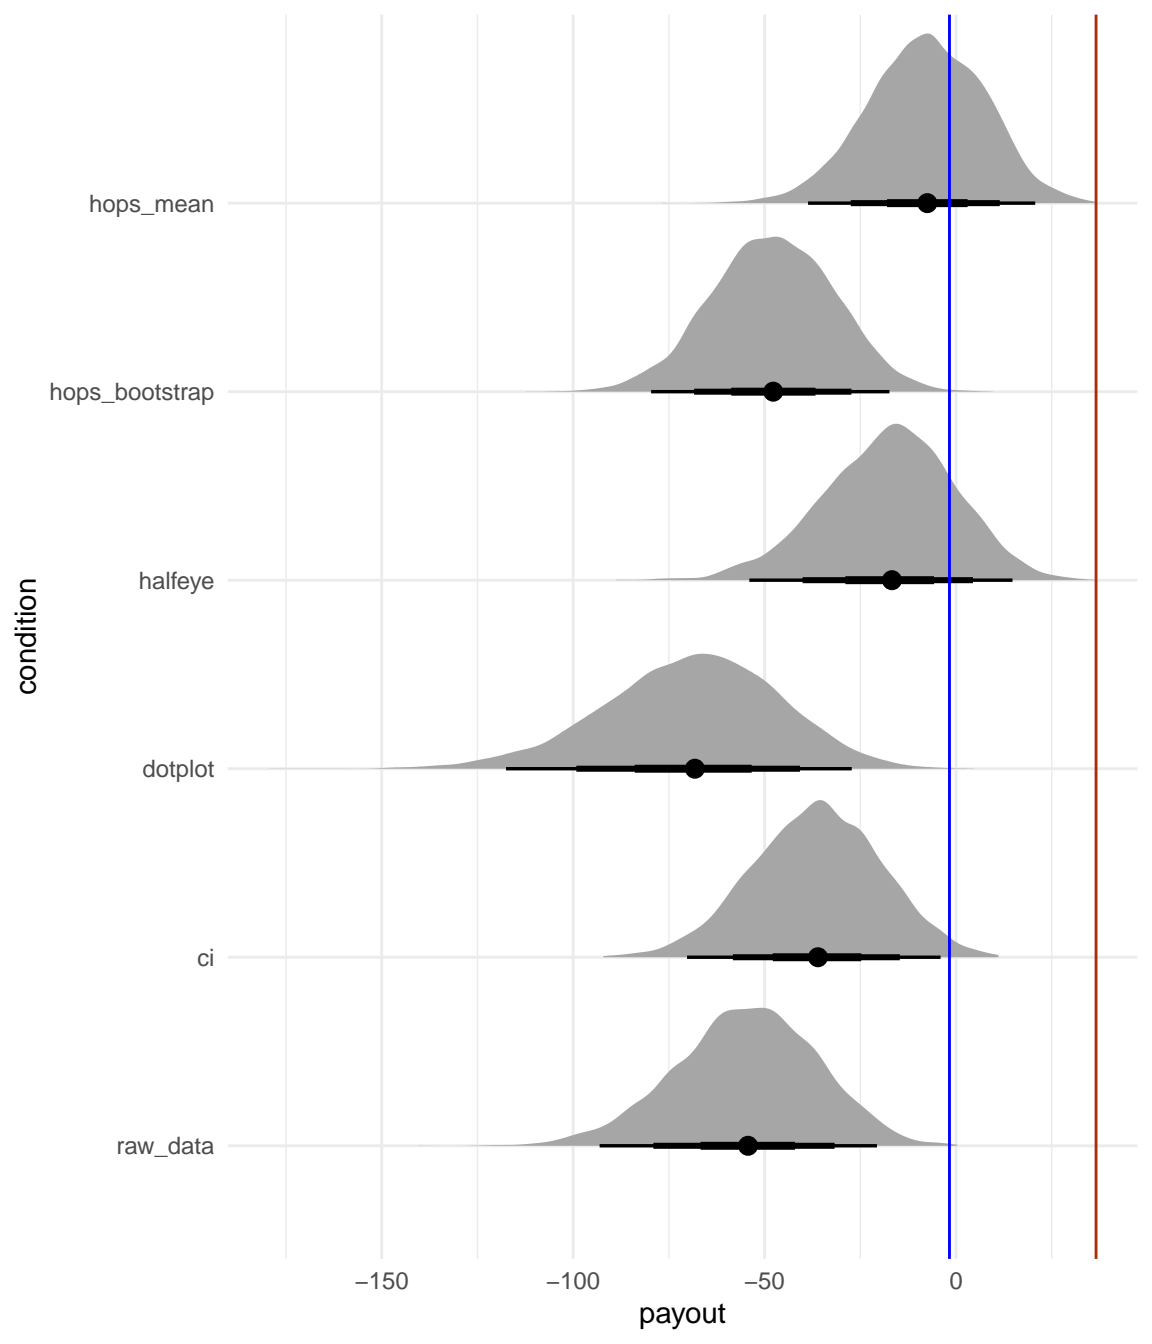 hops_mean
hops_bootstrap
halfeye
dotplot
ci
raw_data
condition
−150 −100 −50 0
payout